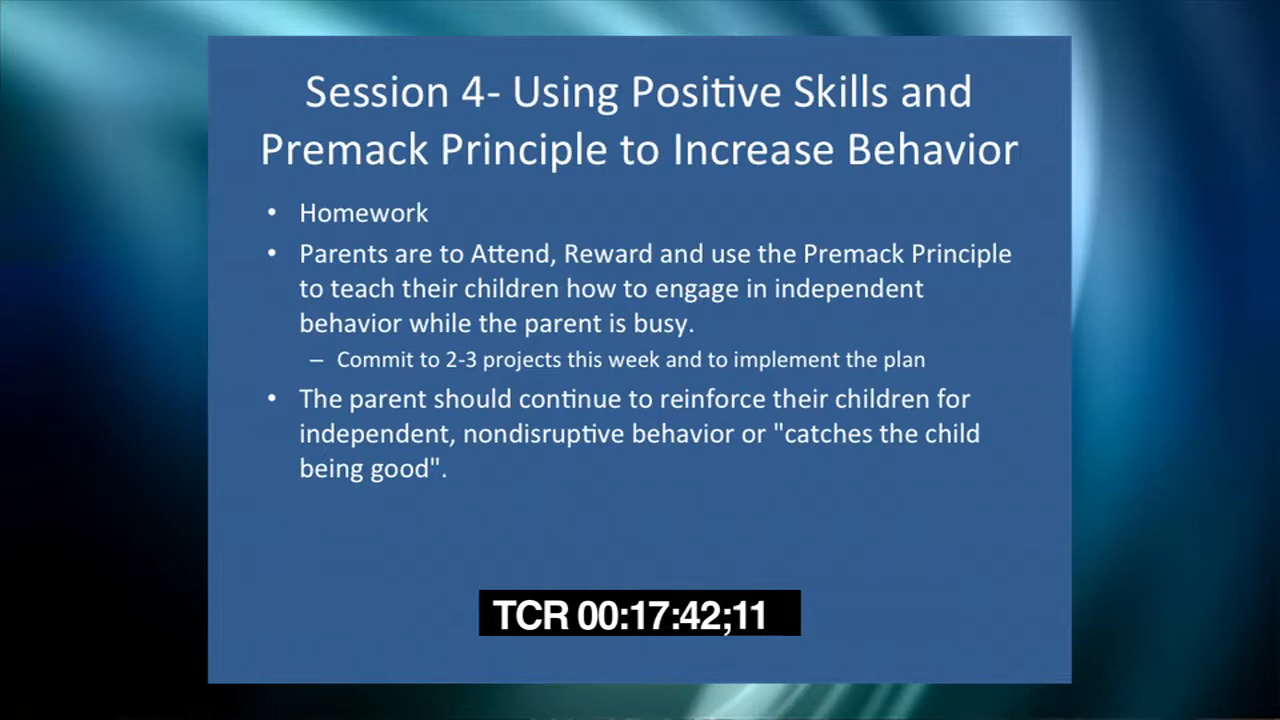 Session 4- Using Positive Skills and
Premack Principle to Increase Behavior
• Homework
• Parents are to Attend, Reward and use the Premack Principle
to teach their children how to engage in independent
behavior while the parent is busy.
– Commit to 2-3 projects this week and to implement the plan
• The parent should continue to reinforce their children for
independent, nondisruptive behavior or "catches the child
being good".
TCR 00:17:42;11